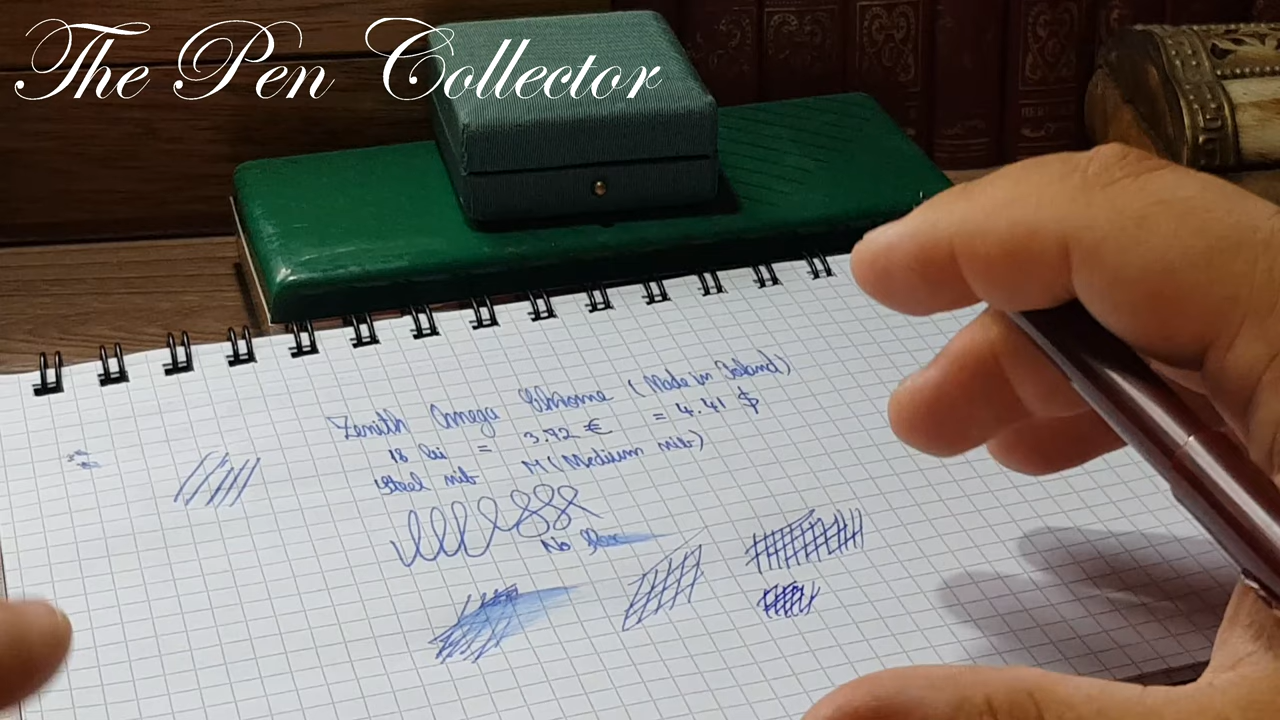 The Pen Collector
Zenith Omega Chrome (Made in Poland)
18 lei = 3.72 € = 4.41 $
Steel nib M (Medium nib)
No flex